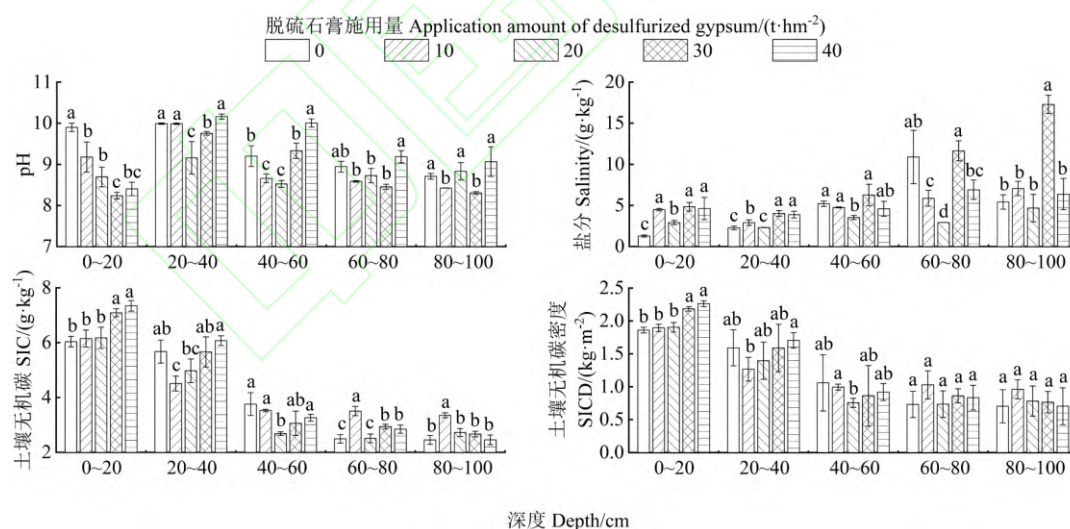 脱硫石膏施用量 Application amount of desulfurized gypsum/(t·hm⁻²)
0 10 20 30 40
11
10
9
8
7
pH
a b b c bc
a a c b a
b c c b a
ab b b b a
a b a b a
0~20 20~40 40~60 60~80 80~100
20
15
10
5
0
盐分 Salinity/(g·kg⁻¹)
c a b a a
c b c a a
ab ab b a ab
ab c d a bc
b b b a b
0~20 20~40 40~60 60~80 80~100
8
6
4
2
土壤无机碳 SIC/(g·kg⁻¹)
b b b a a
ab c bc ab a
a a b ab a
c a c b b
b a b b b
0~20 20~40 40~60 60~80 80~100
2.5
2.0
1.5
1.0
0.5
0.0
土壤无机碳密度
SICD/(kg·m⁻²)
b b b a a
ab b ab ab a
a a b ab ab
a a a a a
a a a a a
0~20 20~40 40~60 60~80 80~100
深度 Depth/cm